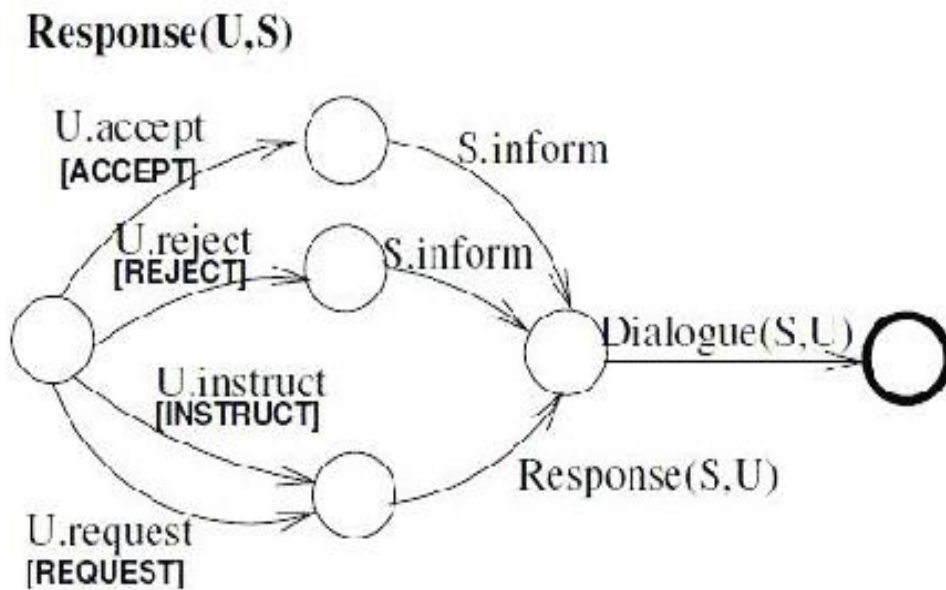 Response(U,S)
U.accept
[ACCEPT]
S.inform
U.reject
[REJECT]
S.inform
Dialogue(S,U)
U.instruct
[INSTRUCT]
Response(S,U)
U.request
[REQUEST]